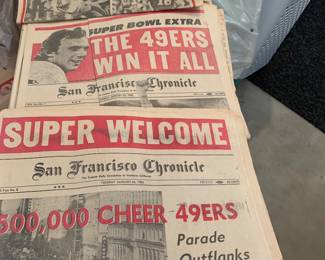 SUPER BOWL EXTRA
THE 49ERS
WIN IT ALL
San Francisco Chronicle
SUPER WELCOME
San Francisco Chronicle
500,000 CHEER 49ERS
Parade
Outflanks